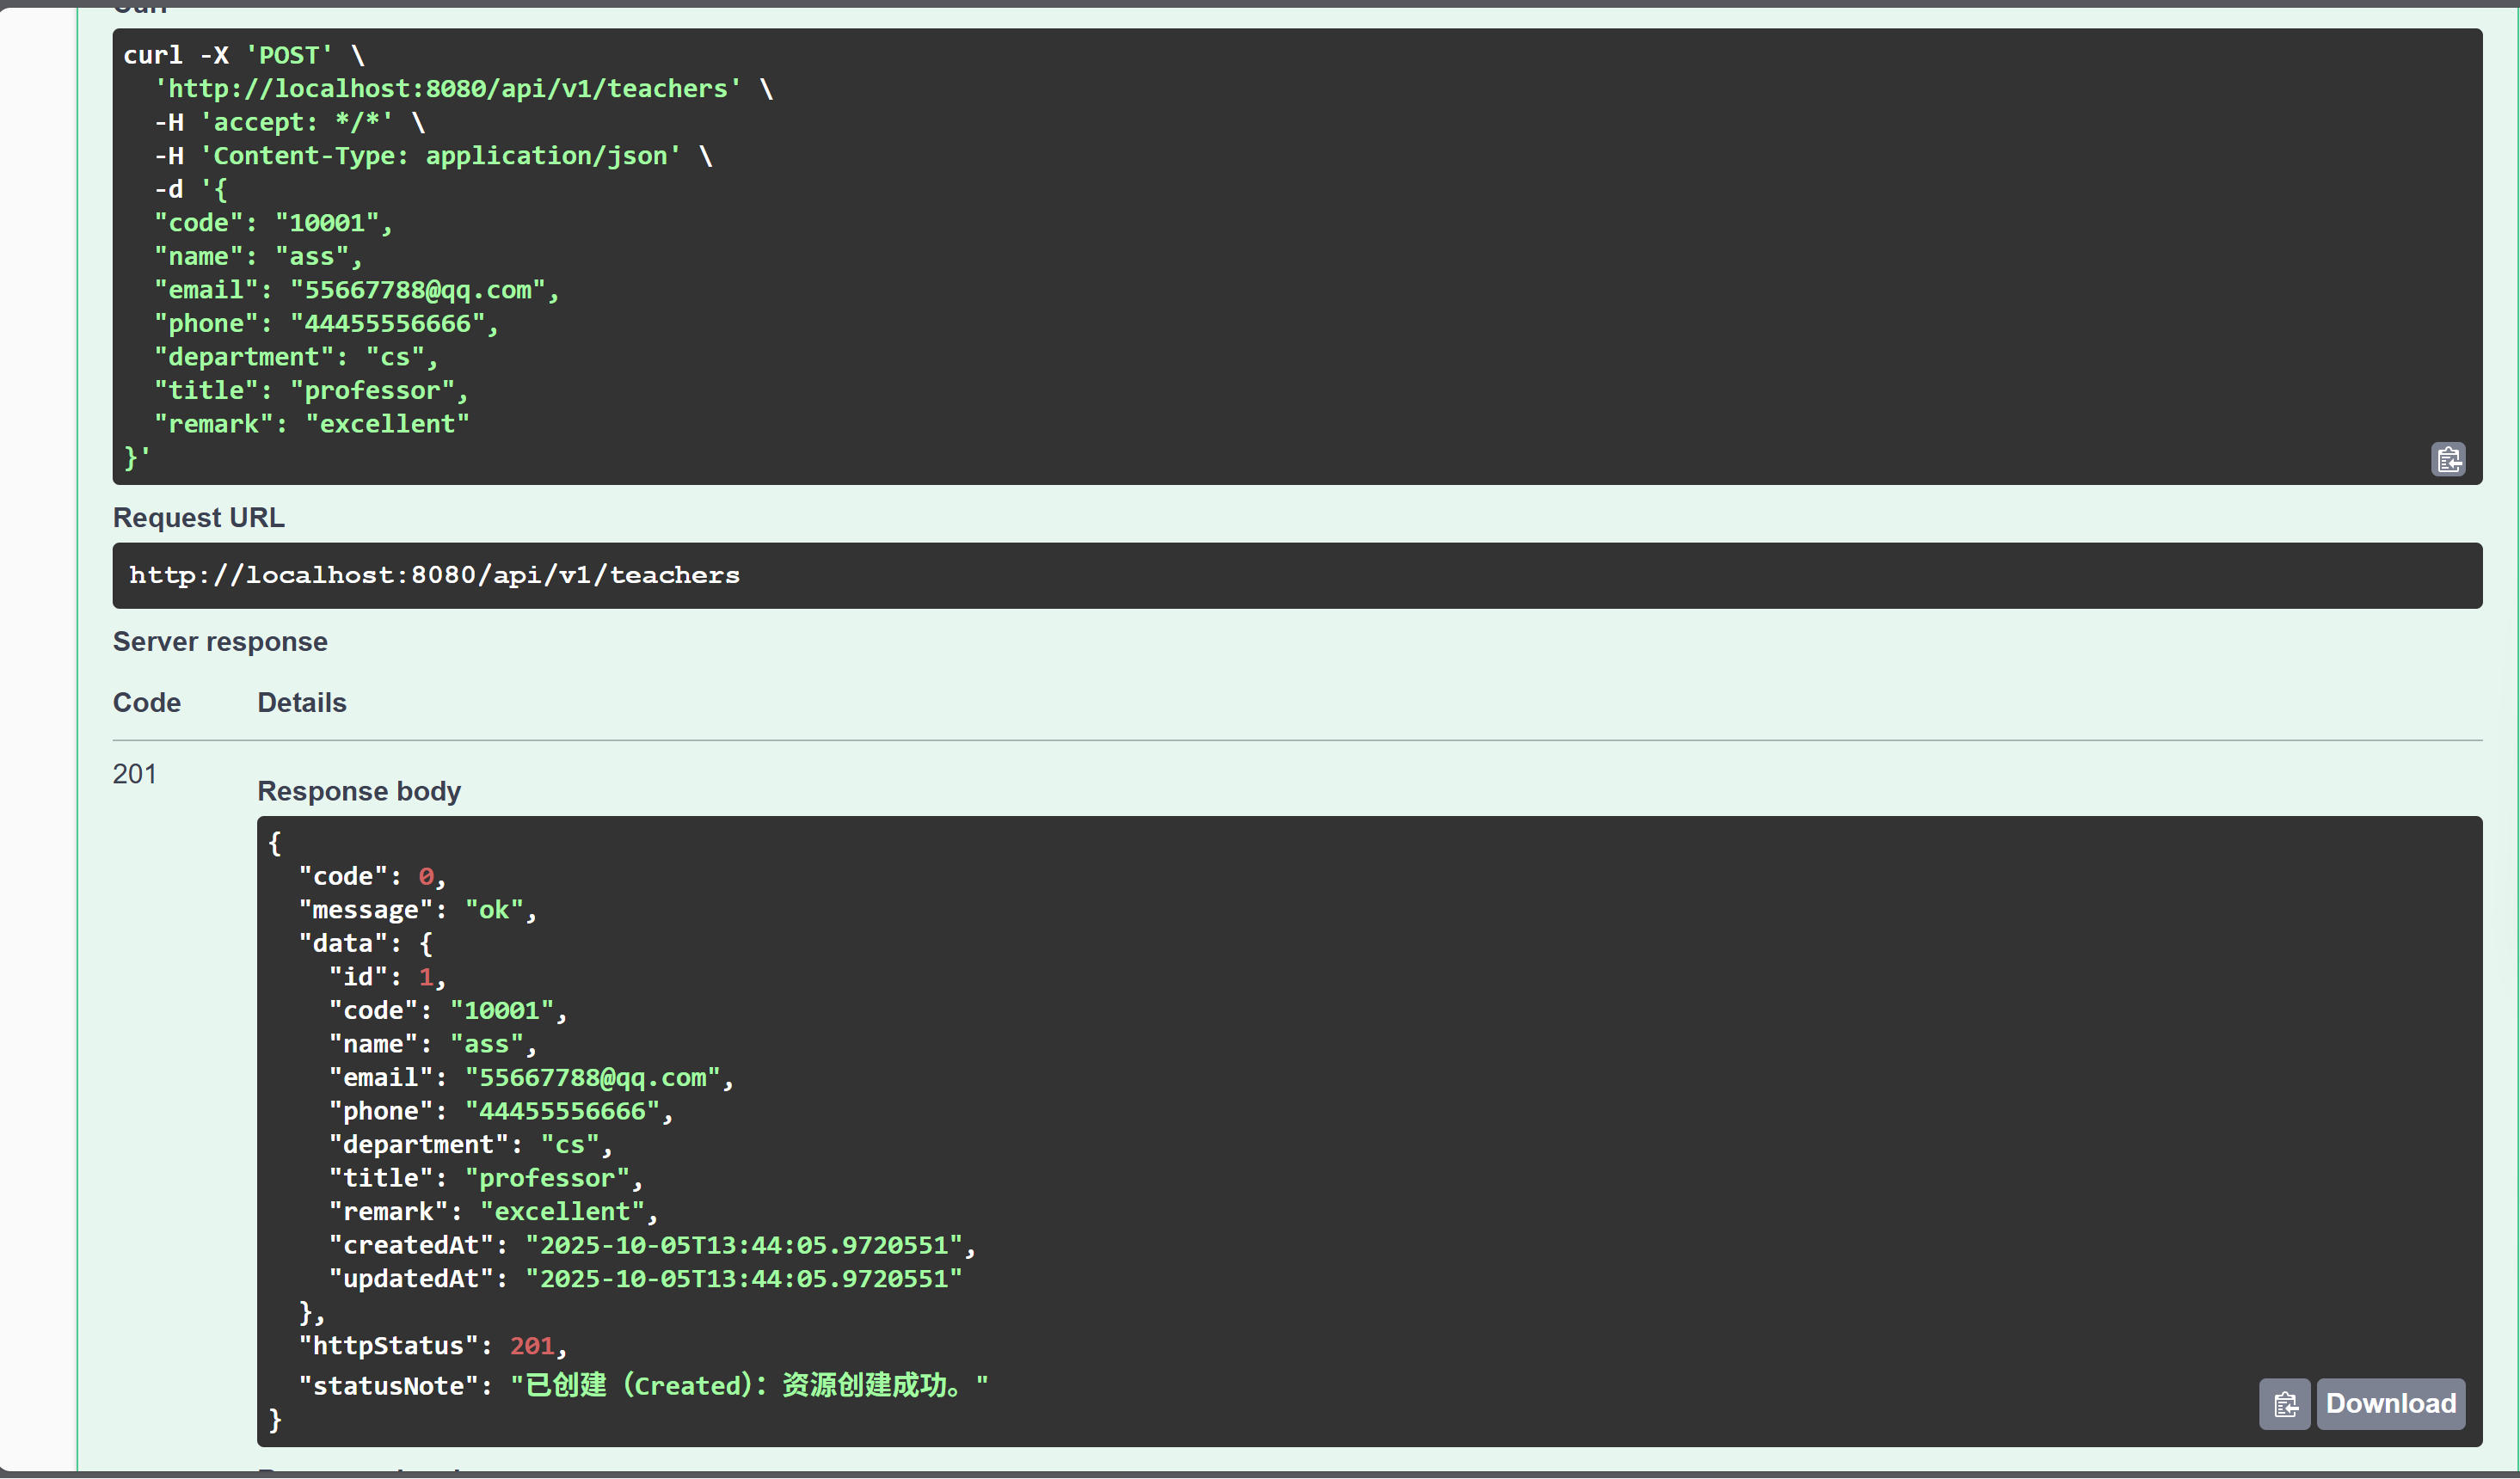 curl -X 'POST' \
  'http://localhost:8080/api/v1/teachers' \
  -H 'accept: */*' \
  -H 'Content-Type: application/json' \
  -d '{
  "code": "10001",
  "name": "ass",
  "email": "55667788@qq.com",
  "phone": "44455556666",
  "department": "cs",
  "title": "professor",
  "remark": "excellent"
}'
Request URL
http://localhost:8080/api/v1/teachers
Server response
Code Details
201
Response body
{
  "code": 0,
  "message": "ok",
  "data": {
    "id": 1,
    "code": "10001",
    "name": "ass",
    "email": "55667788@qq.com",
    "phone": "44455556666",
    "department": "cs",
    "title": "professor",
    "remark": "excellent",
    "createdAt": "2025-10-05T13:44:05.9720551",
    "updatedAt": "2025-10-05T13:44:05.9720551"
  },
  "httpStatus": 201,
  "statusNote": "已创建（Created）：资源创建成功。"
}
Download